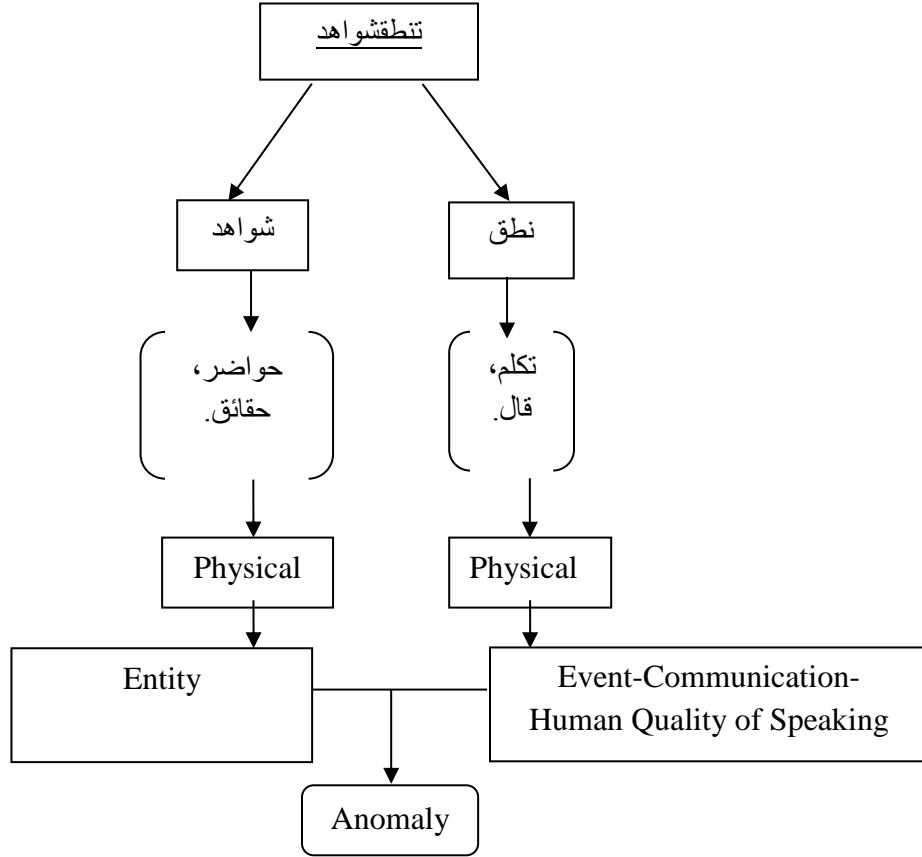 تنطقشواهد
شواهد
نطق
حواضر،
حقائق.
تكلم،
قال.
Physical
Physical
Entity
Event-Communication-
Human Quality of Speaking
Anomaly